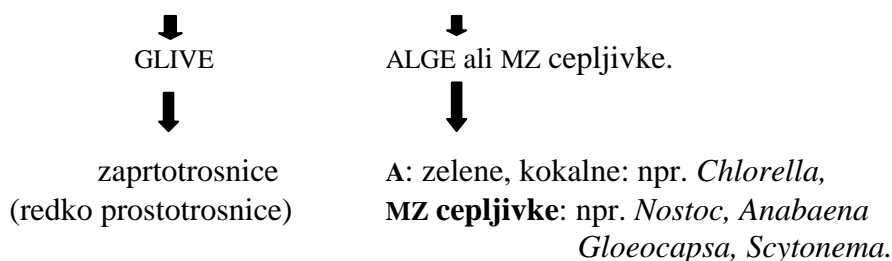 GLIVE ALGE ali MZ cepljivke.
zaprtotrosnice A: zelene, kokalne: npr. Chlorella,
(redko prostotrosnice) MZ cepljivke: npr. Nostoc, Anabaena
Gloeocapsa, Scytonema.